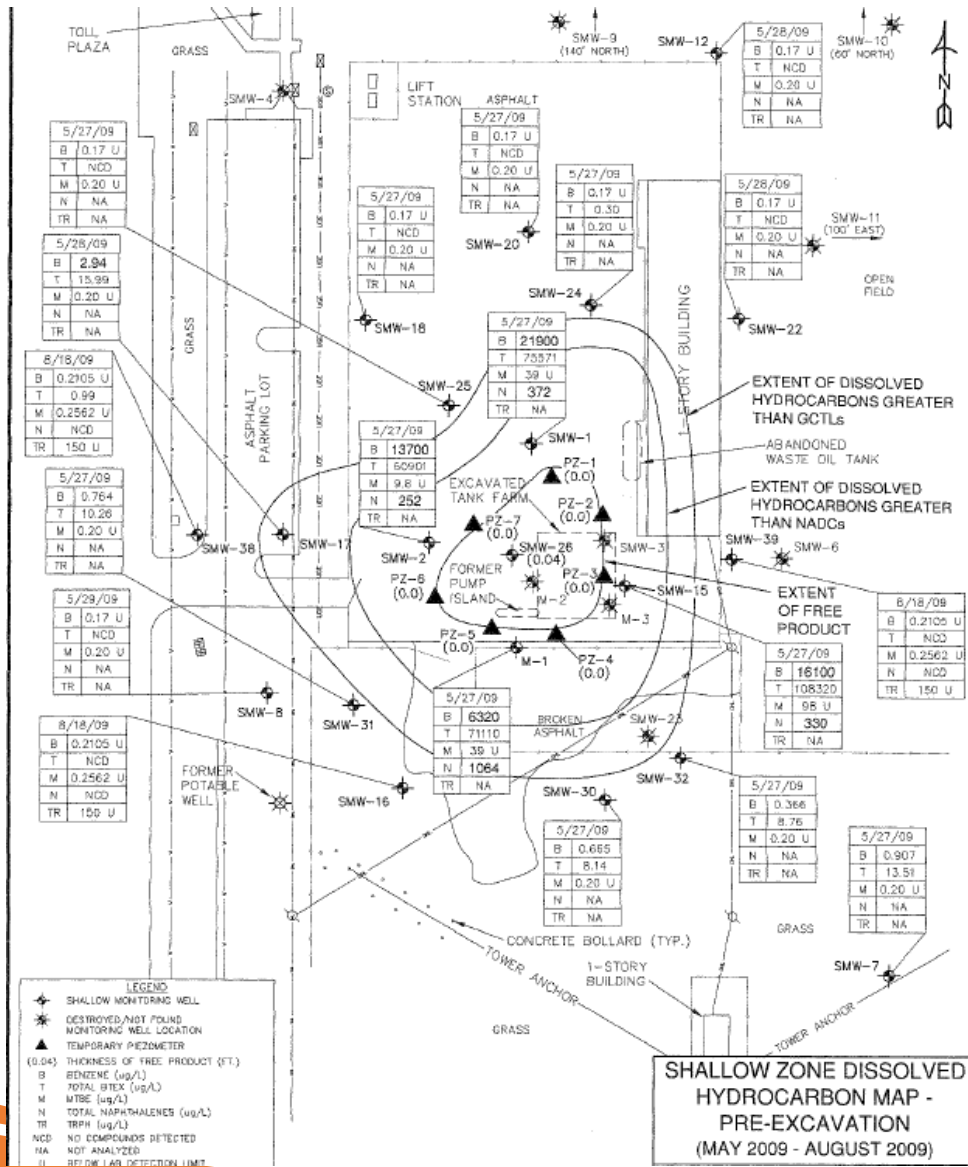 TOLL
PLAZA
GRASS
SMW-9
(140' NORTH)
SMW-12
5/28/09
B 0.17 U
T NCD
M 0.20 U
N NA
TR NA
SMW-10
(60' NORTH)
N
SMW-4
LIFT
STATION
ASPHALT
5/27/09
B 0.17 U
T NCD
M 0.20 U
N NA
TR NA
5/27/09
B 0.17 U
T NCD
M 0.20 U
N NA
TR NA
SMW-20
5/27/09
B 0.17 U
T 0.30
M 0.20 U
N NA
TR NA
SMW-24
5/28/09
B 0.17 U
T NCD
M 0.20 U
N NA
TR NA
SMW-11
(100' EAST)
OPEN
FIELD
SMW-22
5/27/09
B 0.17 U
T NCD
M 0.20 U
N NA
TR NA
SMW-18
5/28/09
B 2.94
T 15.99
M 0.20 U
N NA
TR NA
GRASS
ASPHALT
PARKING LOT
1-STORY BUILDING
5/27/09
B 21900
T 75571
M 39 U
N 372
TR NA
SMW-25
SMW-1
8/18/09
B 0.2105 U
T 0.99
M 0.2562 U
N NCD
TR 150 U
EXTENT OF DISSOLVED
HYDROCARBONS GREATER
THAN GCTLs
ABANDONED
WASTE OIL TANK
EXTENT OF DISSOLVED
HYDROCARBONS GREATER
THAN NADCs
5/27/09
B 13700
T 60901
M 9.8 U
N 252
TR NA
EXCAVATED
TANK FARM
PZ-1
(0.0)
PZ-2
(0.0)
PZ-7
(0.0)
5/27/09
B 0.764
T 10.26
M 0.20 U
N NA
TR NA
SMW-38
SMW-17
SMW-2
SMW-26
(0.04)
SMW-3
SMW-39
SMW-6
PZ-6
(0.0)
FORMER
PUMP
ISLAND
M-2
PZ-3
(0.0)
SMW-15
M-3
EXTENT
OF FREE
PRODUCT
5/29/09
B 0.17 U
T NCD
M 0.20 U
N NA
TR NA
8/18/09
B 0.2105 U
T NCD
M 0.2562 U
N NCD
TR 150 U
PZ-5
(0.0)
M-1
PZ-4
(0.0)
5/27/09
B 16100
T 108320
M 98 U
N 330
TR NA
SMW-8
SMW-31
5/27/09
B 6320
T 71110
M 39 U
N 1064
TR NA
BROKEN
ASPHALT
SMW-23
SMW-32
8/18/09
B 0.2105 U
T NCD
M 0.2562 U
N NCD
TR 150 U
FORMER
POTABLE
WELL
SMW-16
SMW-30
5/27/09
B 0.366
T 8.76
M 0.20 U
N NA
TR NA
5/27/09
B 0.665
T 8.14
M 0.20 U
N NA
TR NA
5/27/09
B 0.907
T 13.51
M 0.20 U
N NA
TR NA
GRASS
CONCRETE BOLLARD (TYP.)
TOWER ANCHOR
1-STORY
BUILDING
SMW-7
TOWER ANCHOR
GRASS
LEGEND
SHALLOW MONITORING WELL
DESTROYED/NOT FOUND
MONITORING WELL LOCATION
TEMPORARY PIEZOMETER
(0.04) THICKNESS OF FREE PRODUCT (FT.)
B BENZENE (ug/L)
T TOTAL BTEX (ug/L)
M MTBE (ug/L)
N TOTAL NAPHTHALENES (ug/L)
TR TRPH (ug/L)
NCD NO COMPOUNDS DETECTED
NA NOT ANALYZED
U BELOW LAB DETECTION LIMIT
SHALLOW ZONE DISSOLVED
HYDROCARBON MAP -
PRE-EXCAVATION
(MAY 2009 - AUGUST 2009)